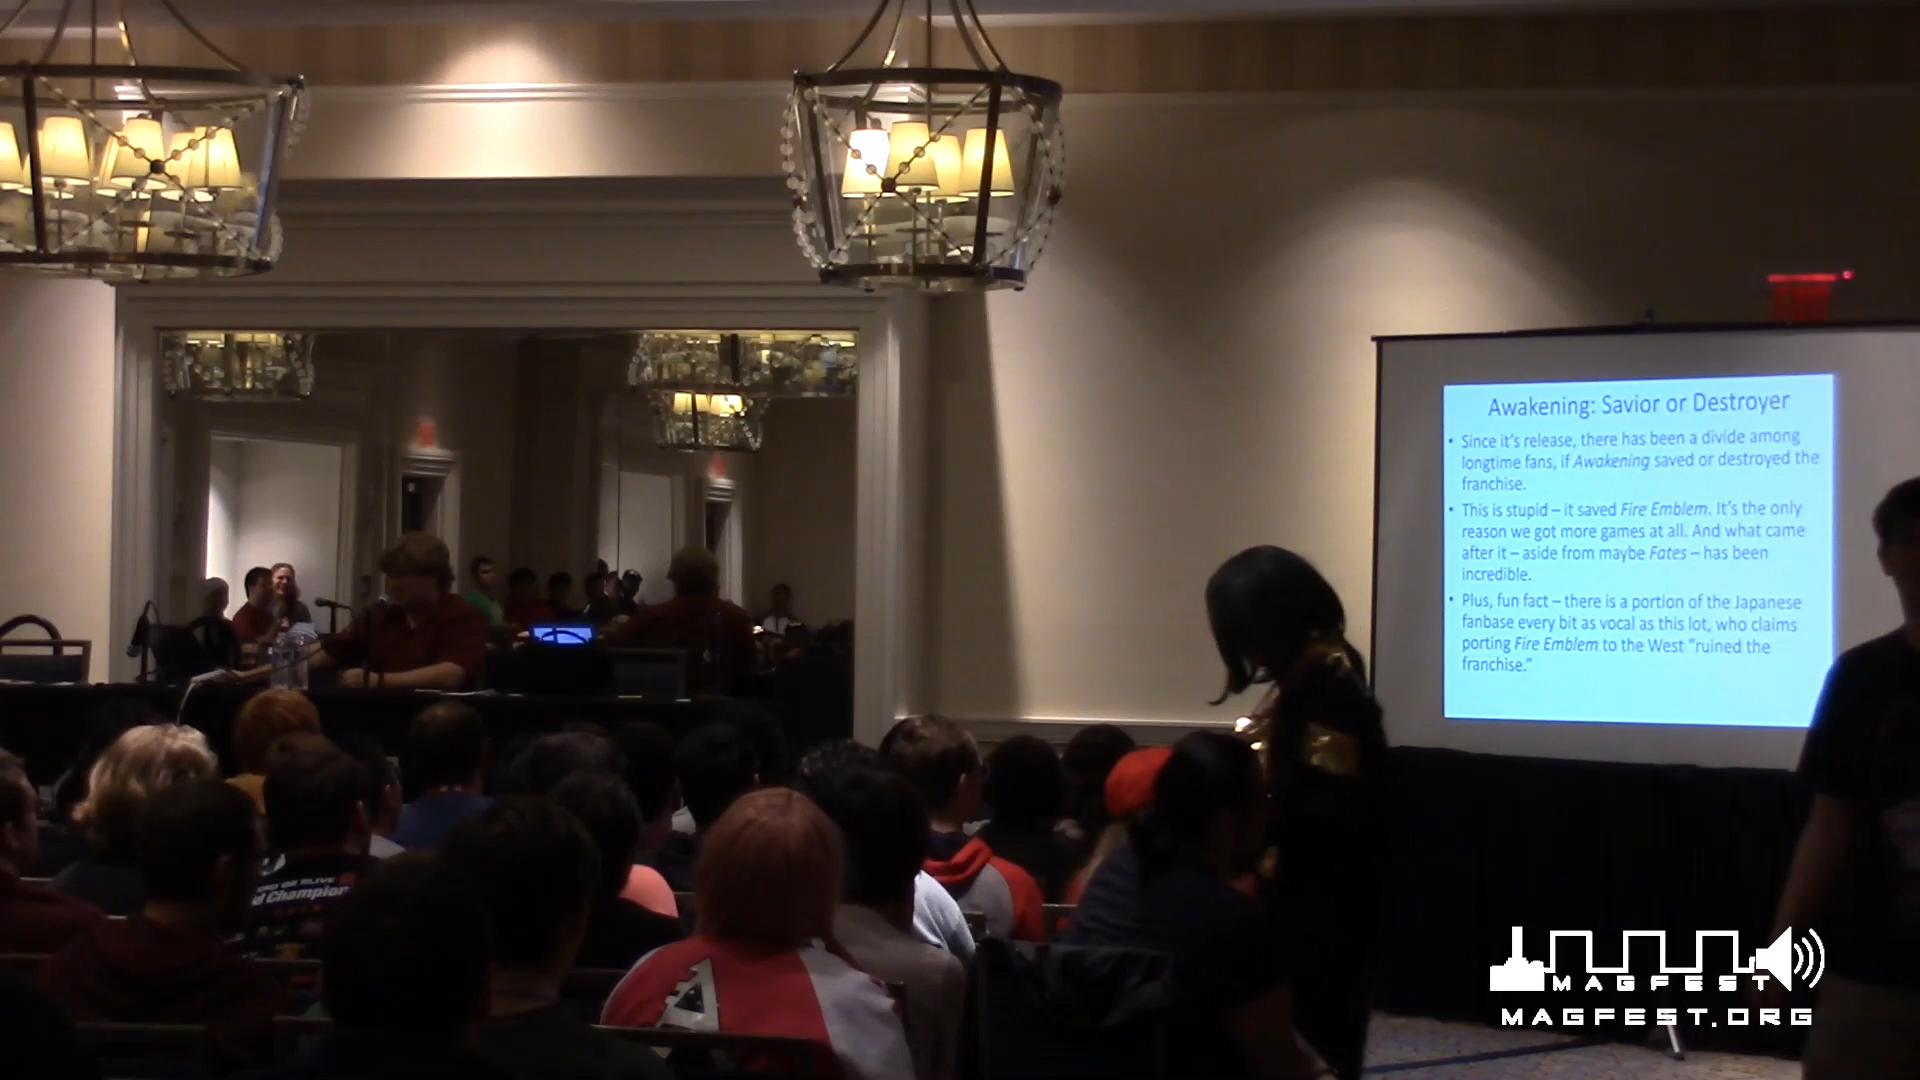 Awakening: Savior or Destroyer
• Since it's release, there has been a divide among
longtime fans, if Awakening saved or destroyed the
franchise.
• This is stupid – it saved Fire Emblem. It's the only
reason we got more games at all. And what came
after it – aside from maybe Fates – has been
incredible.
• Plus, fun fact – there is a portion of the Japanese
fanbase every bit as vocal as this lot, who claims
porting Fire Emblem to the West "ruined the
franchise."
d Champion
A
MAGFEST
MAGFEST.ORG